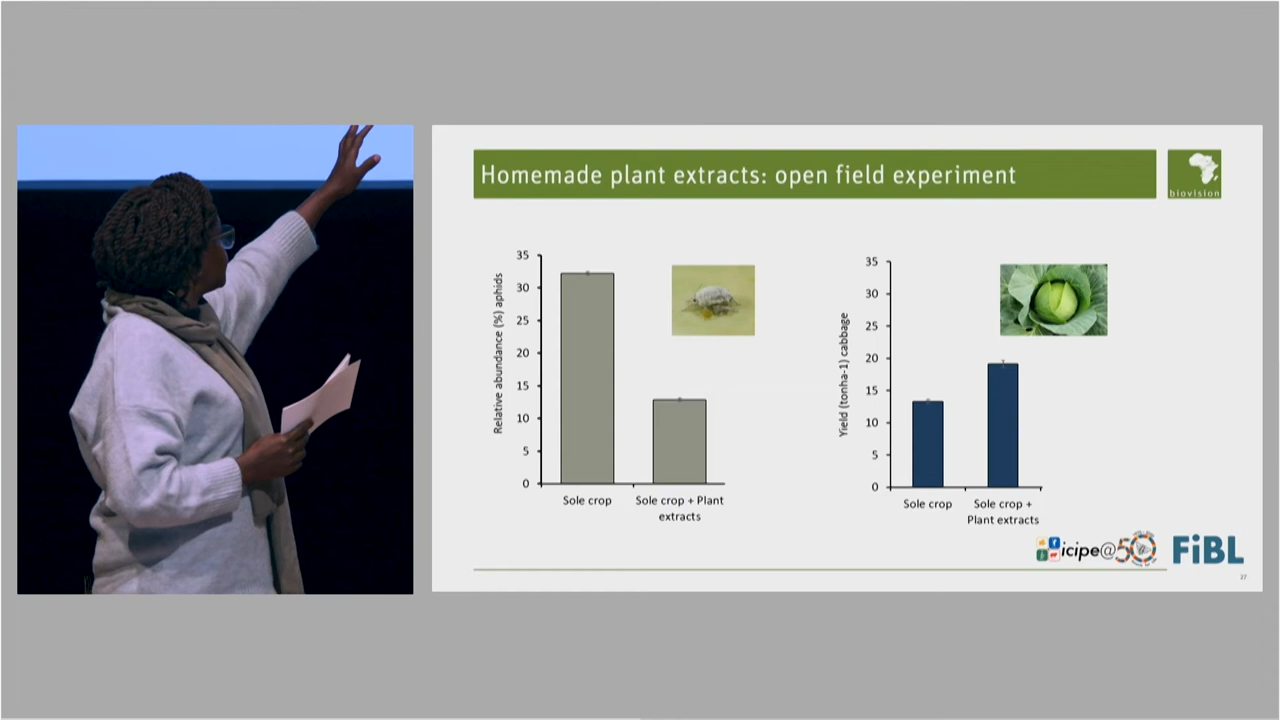 Homemade plant extracts: open field experiment
biovision
Relative abundance (%) aphids
35
30
25
20
15
10
5
0
Sole crop
Sole crop + Plant
extracts
Yield (tonha-1) cabbage
35
30
25
20
15
10
5
0
Sole crop
Sole crop +
Plant extracts
icipe@50
FiBL
27